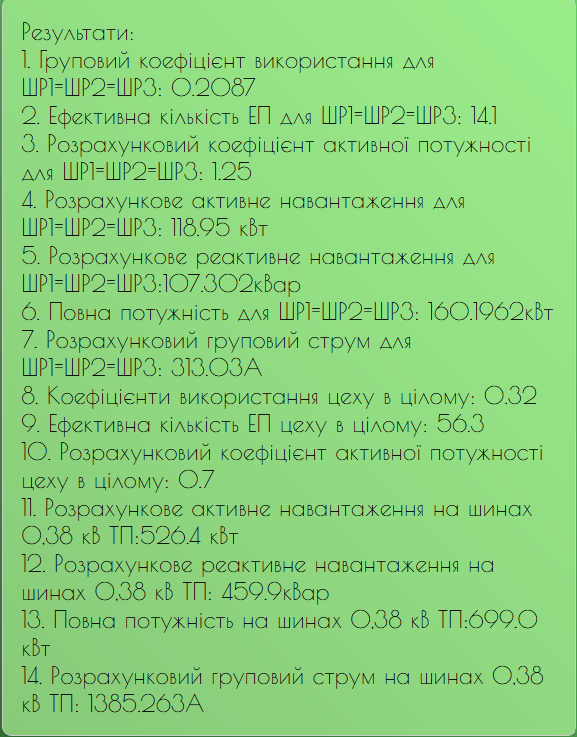 Результати:
1. Груповий коефіцієнт використання для
ШР1=ШР2=ШР3: 0.2087
2. Ефективна кількість ЕП для ШР1=ШР2=ШР3: 14.1
3. Розрахунковий коефіцієнт активної потужності
для ШР1=ШР2=ШР3: 1.25
4. Розрахункове активне навантаження для
ШР1=ШР2=ШР3: 118.95 кВт
5. Розрахункове реактивне навантаження для
ШР1=ШР2=ШР3:107.302кВар
6. Повна потужність для ШР1=ШР2=ШР3: 160.1962кВт
7. Розрахунковий груповий струм для
ШР1=ШР2=ШР3: 313.03А
8. Коефіцієнти використання цеху в цілому: 0.32
9. Ефективна кількість ЕП цеху в цілому: 56.3
10. Розрахунковий коефіцієнт активної потужності
цеху в цілому: 0.7
11. Розрахункове активне навантаження на шинах
0,38 кВ ТП:526.4 кВт
12. Розрахункове реактивне навантаження на
шинах 0,38 кВ ТП: 459.9кВар
13. Повна потужність на шинах 0,38 кВ ТП:699.0
кВт
14. Розрахунковий груповий струм на шинах 0,38
кВ ТП: 1385.263А